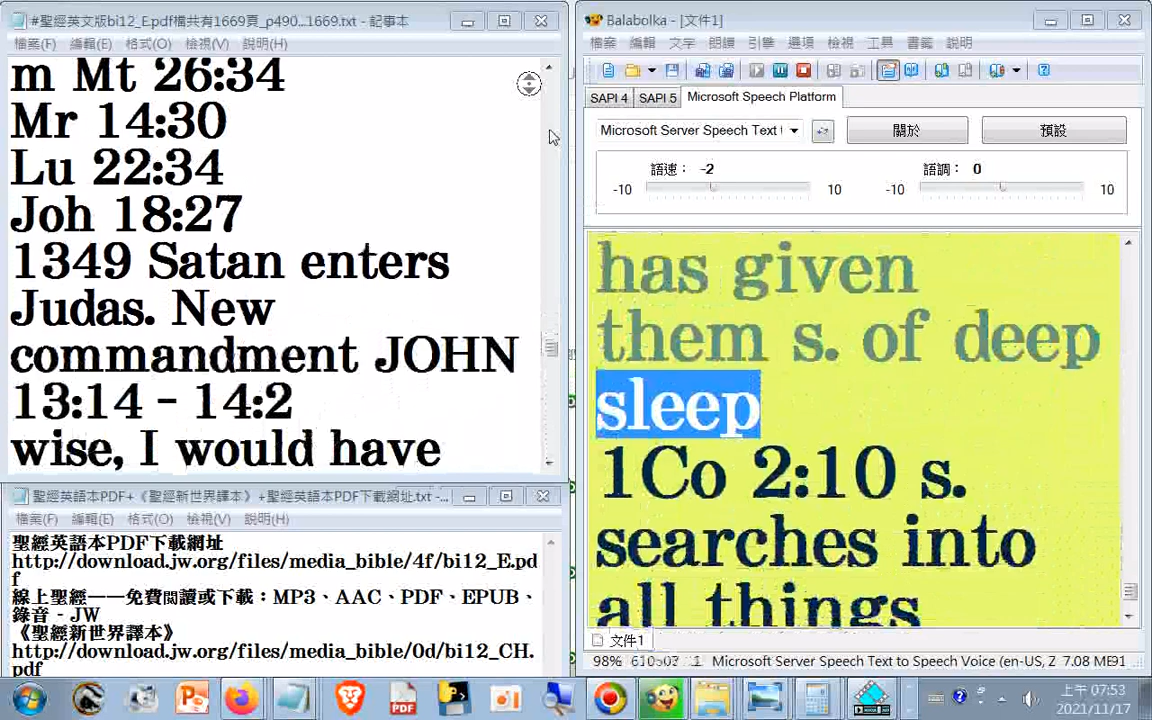 #聖經英文版bi12_E.pdf檔共有1669頁_p490...1669.txt - 記事本
檔案(F) 編輯(E) 格式(O) 檢視(V) 說明(H)
m Mt 26:34
Mr 14:30
Lu 22:34
Joh 18:27
1349 Satan enters
Judas. New
commandment JOHN
13:14 – 14:2
wise, I would have
聖經英語本PDF+《聖經新世界譯本》+聖經英語本PDF下載網址.txt -...
檔案(F) 編輯(E) 格式(O) 檢視(V) 說明(H)
聖經英語本PDF下載網址
http://download.jw.org/files/media_bible/4f/bi12_E.pd
f
線上聖經——免費閱讀或下載：MP3、AAC、PDF、EPUB、
錄音 - JW
《聖經新世界譯本》
http://download.jw.org/files/media_bible/0d/bi12_CH.
pdf
Balabolka - [文件1]
檔案 編輯 文字 朗讀 引擎 選項 檢視 工具 書籤 說明
SAPI 4 SAPI 5 Microsoft Speech Platform
Microsoft Server Speech Text 關於 預設
語速： -2 語調： 0
-10 10 -10 10
has given
them s. of deep
sleep
1Co 2:10 s.
searches into
all things
文件1
98% Microsoft Server Speech Text to Speech Voice (en-US, Z 7.08 ME
PDF
上午 07:53
2021/11/17